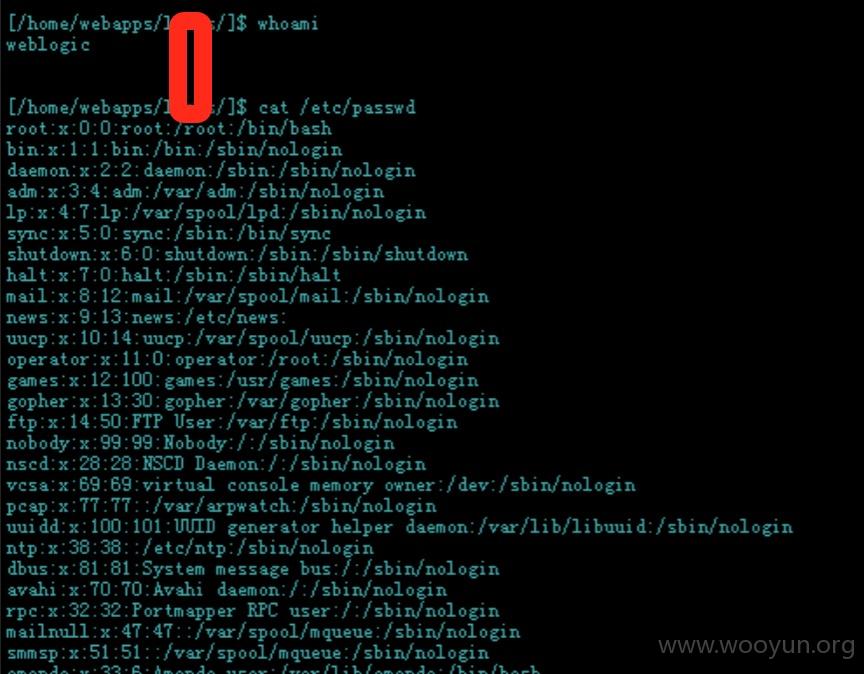 [/home/webapps/l /]$ whoami
weblogic
[/home/webapps/l /]$ cat /etc/passwd
root:x:0:0:root:/root:/bin/bash
bin:x:1:1:bin:/bin:/sbin/nologin
daemon:x:2:2:daemon:/sbin:/sbin/nologin
adm:x:3:4:adm:/var/adm:/sbin/nologin
lp:x:4:7:lp:/var/spool/lpd:/sbin/nologin
sync:x:5:0:sync:/sbin:/bin/sync
shutdown:x:6:0:shutdown:/sbin:/sbin/shutdown
halt:x:7:0:halt:/sbin:/sbin/halt
mail:x:8:12:mail:/var/spool/mail:/sbin/nologin
news:x:9:13:news:/etc/news:
uucp:x:10:14:uucp:/var/spool/uucp:/sbin/nologin
operator:x:11:0:operator:/root:/sbin/nologin
games:x:12:100:games:/usr/games:/sbin/nologin
gopher:x:13:30:gopher:/var/gopher:/sbin/nologin
ftp:x:14:50:FTP User:/var/ftp:/sbin/nologin
nobody:x:99:99:Nobody:/:/sbin/nologin
nscd:x:28:28:NSCD Daemon:/:/sbin/nologin
vcsa:x:69:69:virtual console memory owner:/dev:/sbin/nologin
pcap:x:77:77::/var/arpwatch:/sbin/nologin
uuidd:x:100:101:UUID generator helper daemon:/var/lib/libuuid:/sbin/nologin
ntp:x:38:38::/etc/ntp:/sbin/nologin
dbus:x:81:81:System message bus:/:/sbin/nologin
avahi:x:70:70:Avahi daemon:/:/sbin/nologin
rpc:x:32:32:Portmapper RPC user:/:/sbin/nologin
mailnull:x:47:47::/var/spool/mqueue:/sbin/nologin
smmsp:x:51:51::/var/spool/mqueue:/sbin/nologin
www.wooyun.org